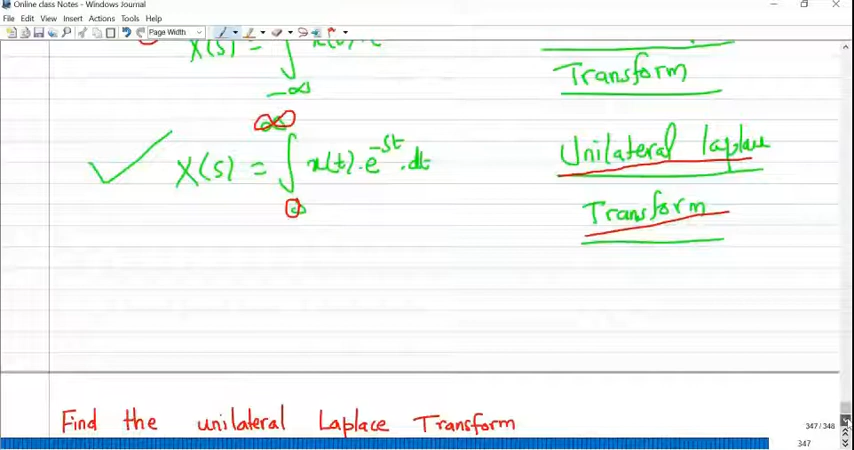 Online class Notes - Windows Journal
File Edit View Insert Actions Tools Help
Page Width
X(s) =
-∞
Transform
X(s) = ∫ x(t) · e^-st · dt
∞
Unilateral Laplace
Transform
Find the unilateral Laplace Transform
347 / 348
347